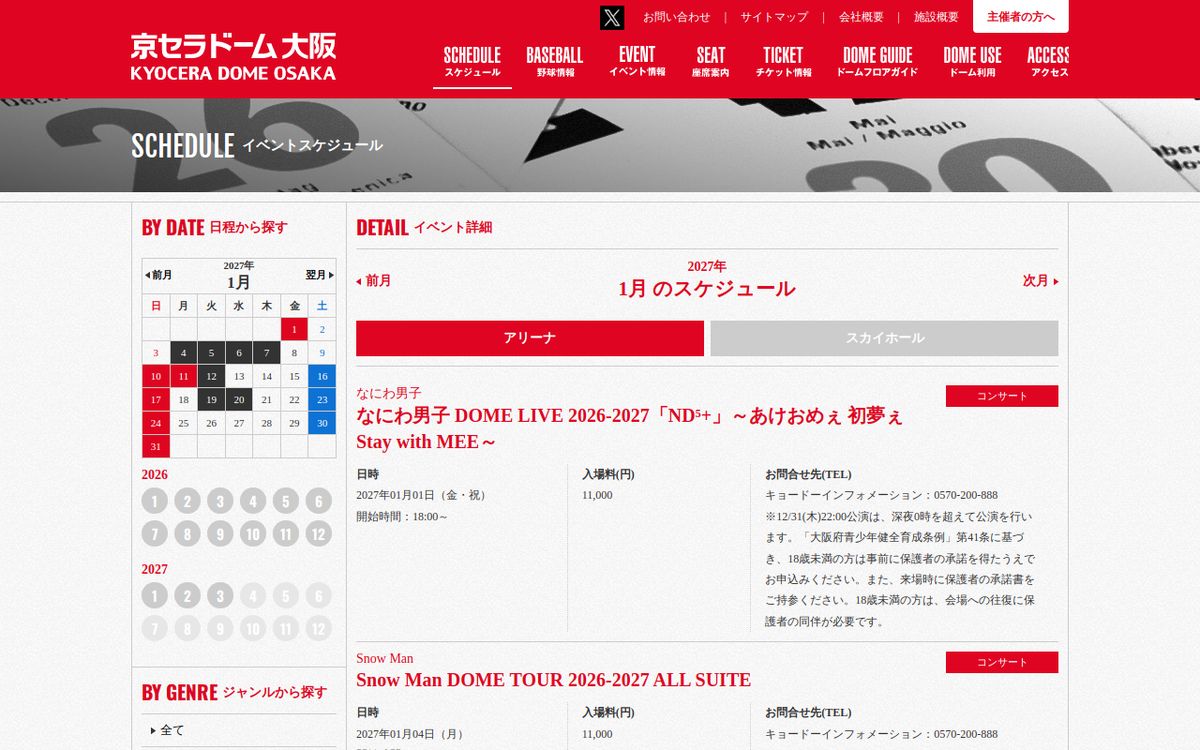 お問い合わせ | サイトマップ | 会社概要 | 施設概要 主催者の方へ
京セラドーム 大阪
KYOCERA DOME OSAKA
SCHEDULE BASEBALL EVENT SEAT TICKET DOME GUIDE DOME USE ACCESS
スケジュール 野球情報 イベント情報 座席案内 チケット情報 ドームフロアガイド ドーム利用 アクセス
SCHEDULE イベントスケジュール
Mai
Mai / Maggio
BY DATE 日程から探す
2027年
前月 1月 翌月
日 月 火 水 木 金 土
1 2
3 4 5 6 7 8 9
10 11 12 13 14 15 16
17 18 19 20 21 22 23
24 25 26 27 28 29 30
31
2026
1 2 3 4 5 6
7 8 9 10 11 12
2027
1 2 3 4 5 6
7 8 9 10 11 12
BY GENRE ジャンルから探す
全て
DETAIL イベント詳細
2027年
前月 1月 のスケジュール 次月
アリーナ スカイホール
なにわ男子 コンサート
なにわ男子 DOME LIVE 2026-2027「ND⁵+」～あけおめぇ 初夢ぇ
Stay with MEE～
日時 入場料(円) お問合せ先(TEL)
2027年01月01日（金・祝） 11,000 キョードーインフォメーション：0570-200-888
開始時間：18:00～ ※12/31(木)22:00公演は、深夜0時を超えて公演を行い
ます。「大阪府青少年健全育成条例」第41条に基づ
き、18歳未満の方は事前に保護者の承諾を得たうえで
お申込みください。また、来場時に保護者の承諾書を
ご持参ください。18歳未満の方は、会場への往復に保
護者の同伴が必要です。
Snow Man コンサート
Snow Man DOME TOUR 2026-2027 ALL SUITE
日時 入場料(円) お問合せ先(TEL)
2027年01月04日（月） 11,000 キョードーインフォメーション：0570-200-888